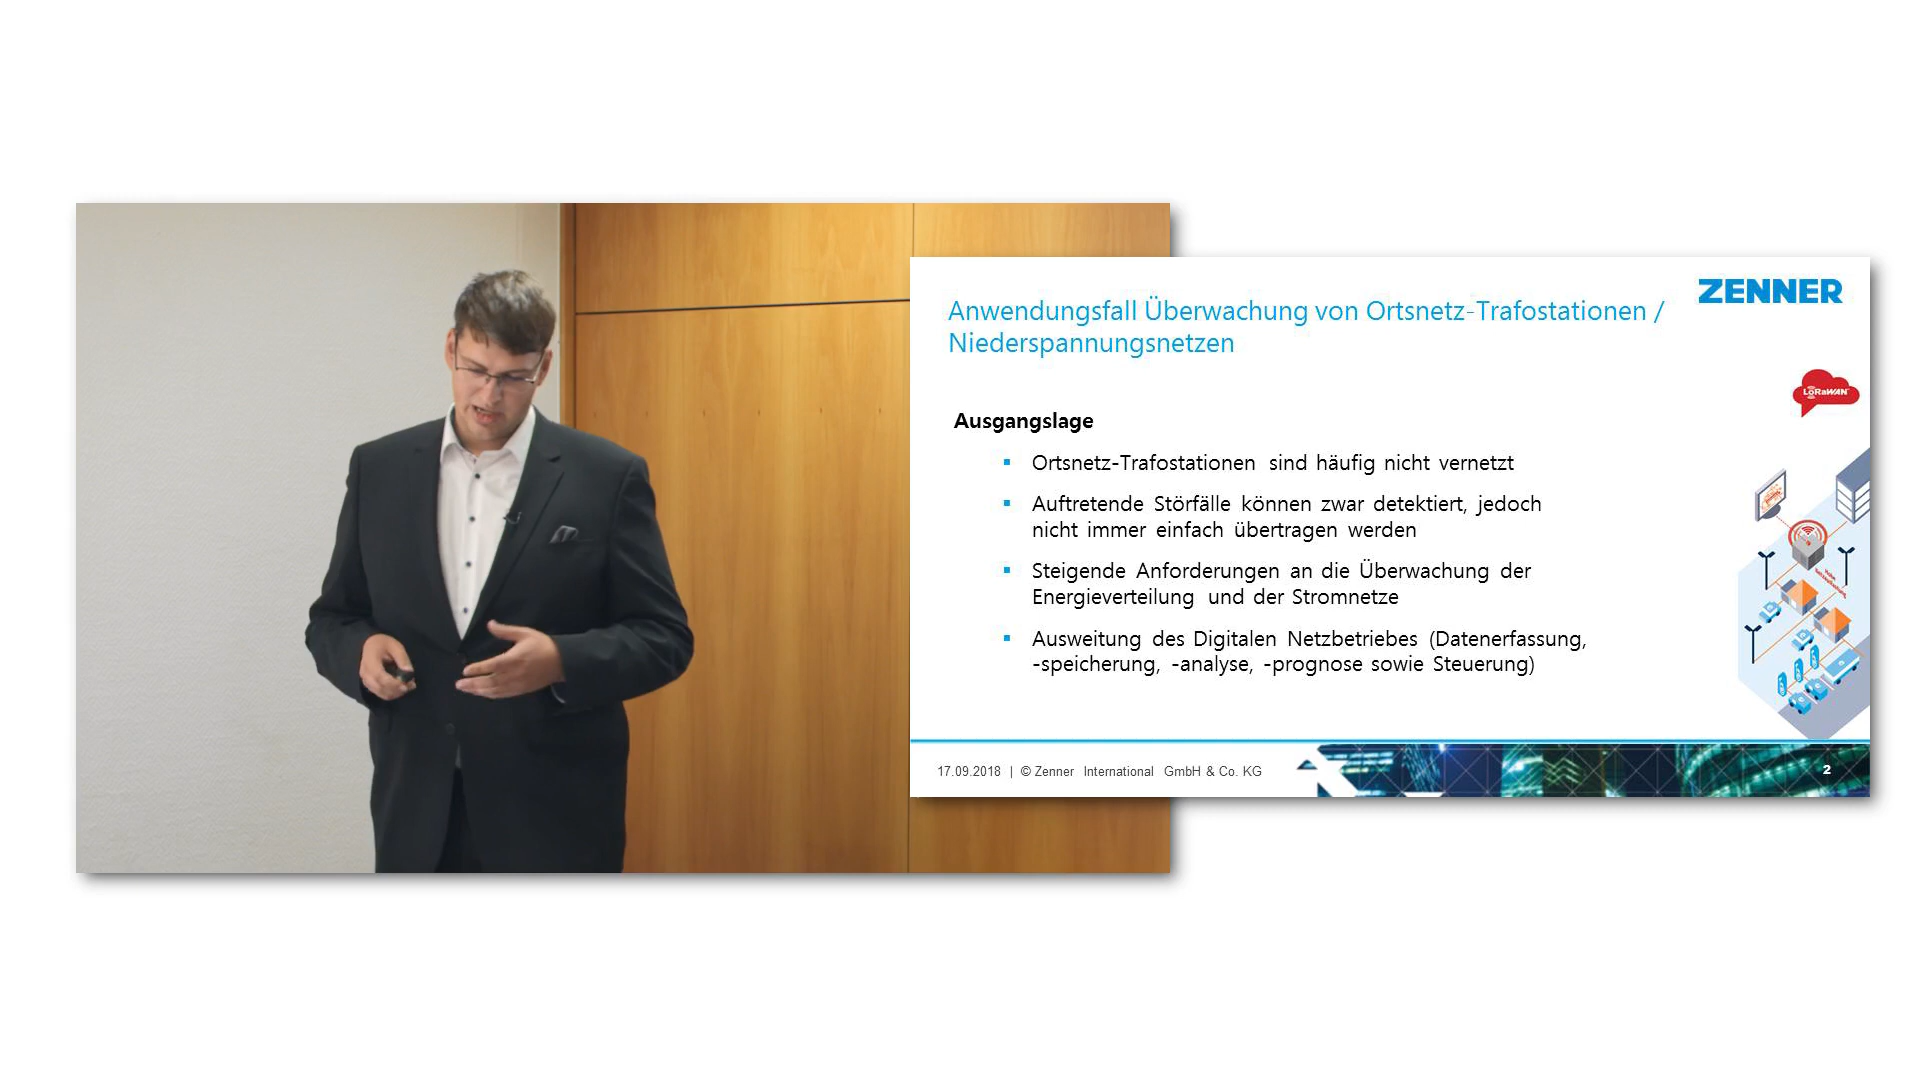 ZENNER
Anwendungsfall Überwachung von Ortsnetz-Trafostationen /
Niederspannungsnetzen
LoRaWAN
Ausgangslage
Ortsnetz-Trafostationen sind häufig nicht vernetzt
Auftretende Störfälle können zwar detektiert, jedoch
nicht immer einfach übertragen werden
Steigende Anforderungen an die Überwachung der
Energieverteilung und der Stromnetze
Ausweitung des Digitalen Netzbetriebes (Datenerfassung,
-speicherung, -analyse, -prognose sowie Steuerung)
17.09.2018 | © Zenner International GmbH & Co. KG
2